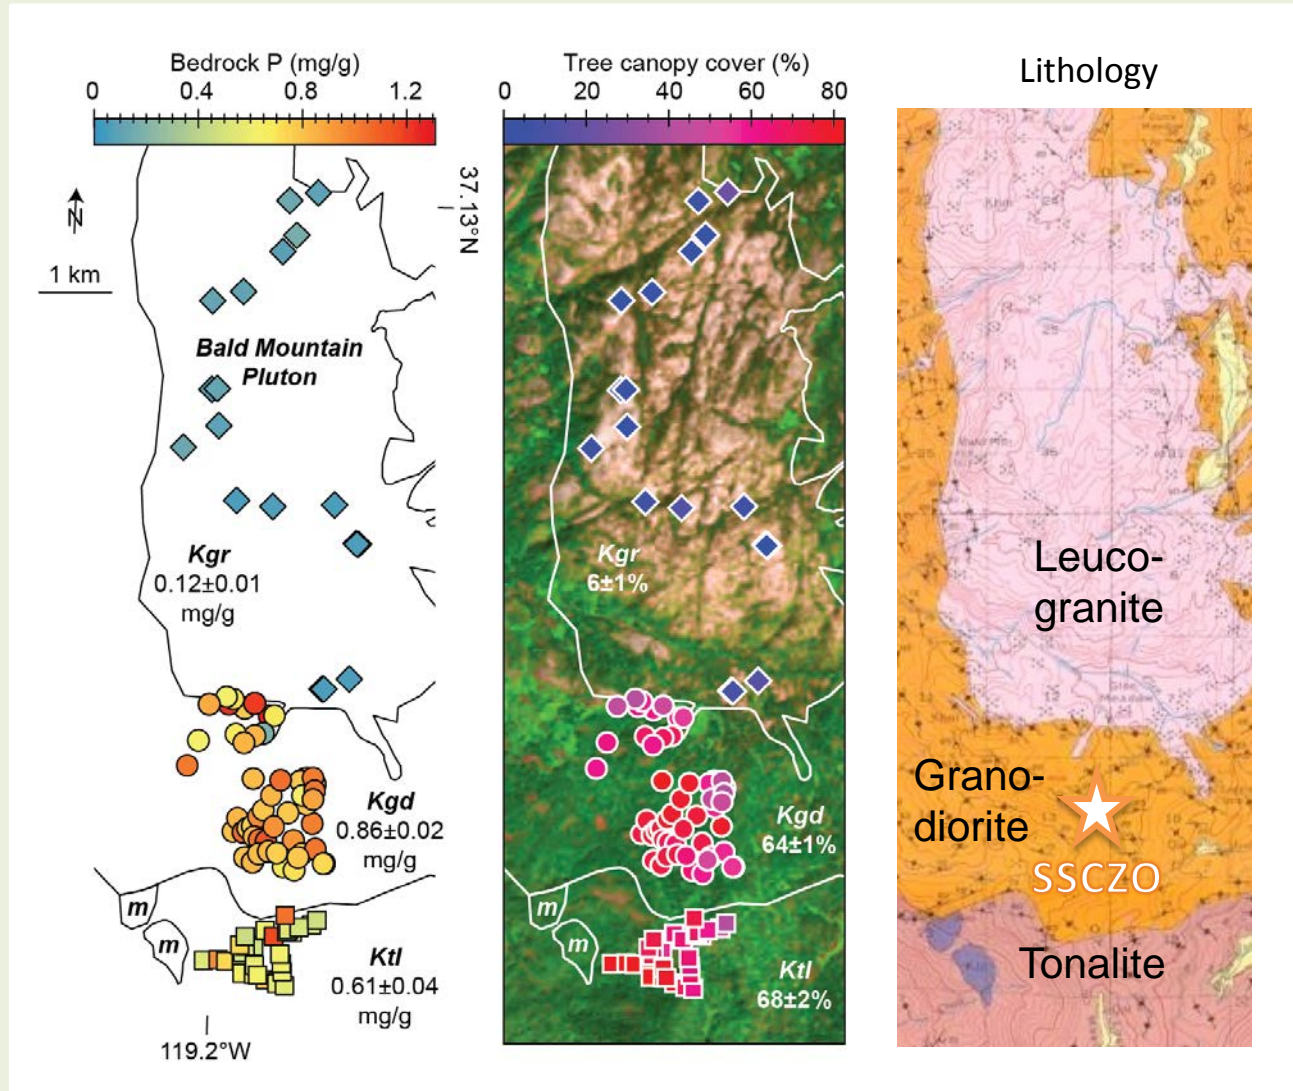 Bedrock P (mg/g)
0 0.4 0.8 1.2
N
1 km
37.13°N
Bald Mountain
Pluton
Kgr
0.12±0.01
mg/g
Kgd
0.86±0.02
mg/g
m
m
Ktl
0.61±0.04
mg/g
119.2°W
Tree canopy cover (%)
0 20 40 60 80
Kgr
6±1%
Kgd
64±1%
m
m
Ktl
68±2%
Lithology
Leuco-
granite
Grano-
diorite
SSCZO
Tonalite